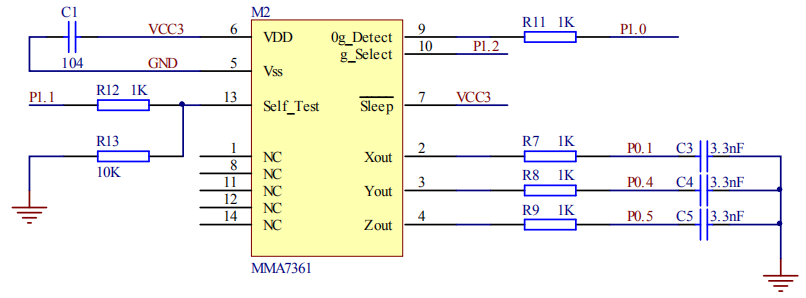 C1
M2
VCC3
6
VDD
0g_Detect
9
R11 1K
P1.0
g_Select
10
P1.2
104
GND
5
Vss
P1.1
R12 1K
13
Self_Test
Sleep
7
VCC3
R13
10K
1
NC
Xout
2
R7 1K
P0.1
C3
3.3nF
8
NC
11
NC
Yout
3
R8 1K
P0.4
C4
3.3nF
12
NC
14
NC
Zout
4
R9 1K
P0.5
C5
3.3nF
MMA7361